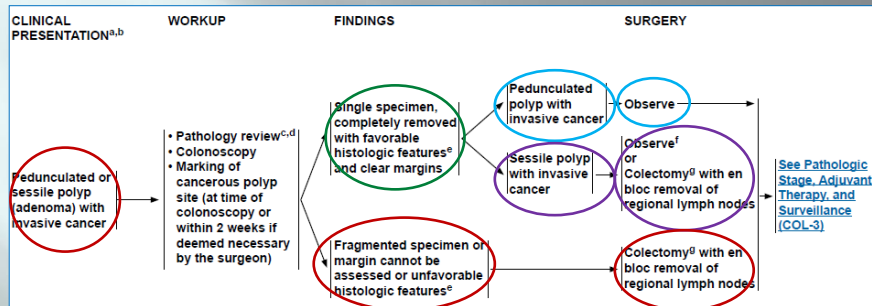 CLINICAL
PRESENTATIONa,b
WORKUP
FINDINGS
SURGERY
Pedunculated or
sessile polyp
(adenoma) with
invasive cancer
• Pathology reviewc,d
• Colonoscopy
• Marking of
cancerous polyp
site (at time of
colonoscopy or
within 2 weeks if
deemed necessary
by the surgeon)
Single specimen,
completely removed
with favorable
histologic featurese
and clear margins
Fragmented specimen or
margin cannot be
assessed or unfavorable
histologic featurese
Pedunculated
polyp with
invasive cancer
Observe
Sessile polyp
with invasive
cancer
Observef
or
Colectomyg with en
bloc removal of
regional lymph nodes
Colectomyg with en
bloc removal of
regional lymph nodes
See Pathologic
Stage, Adjuvant
Therapy, and
Surveillance
(COL-3)